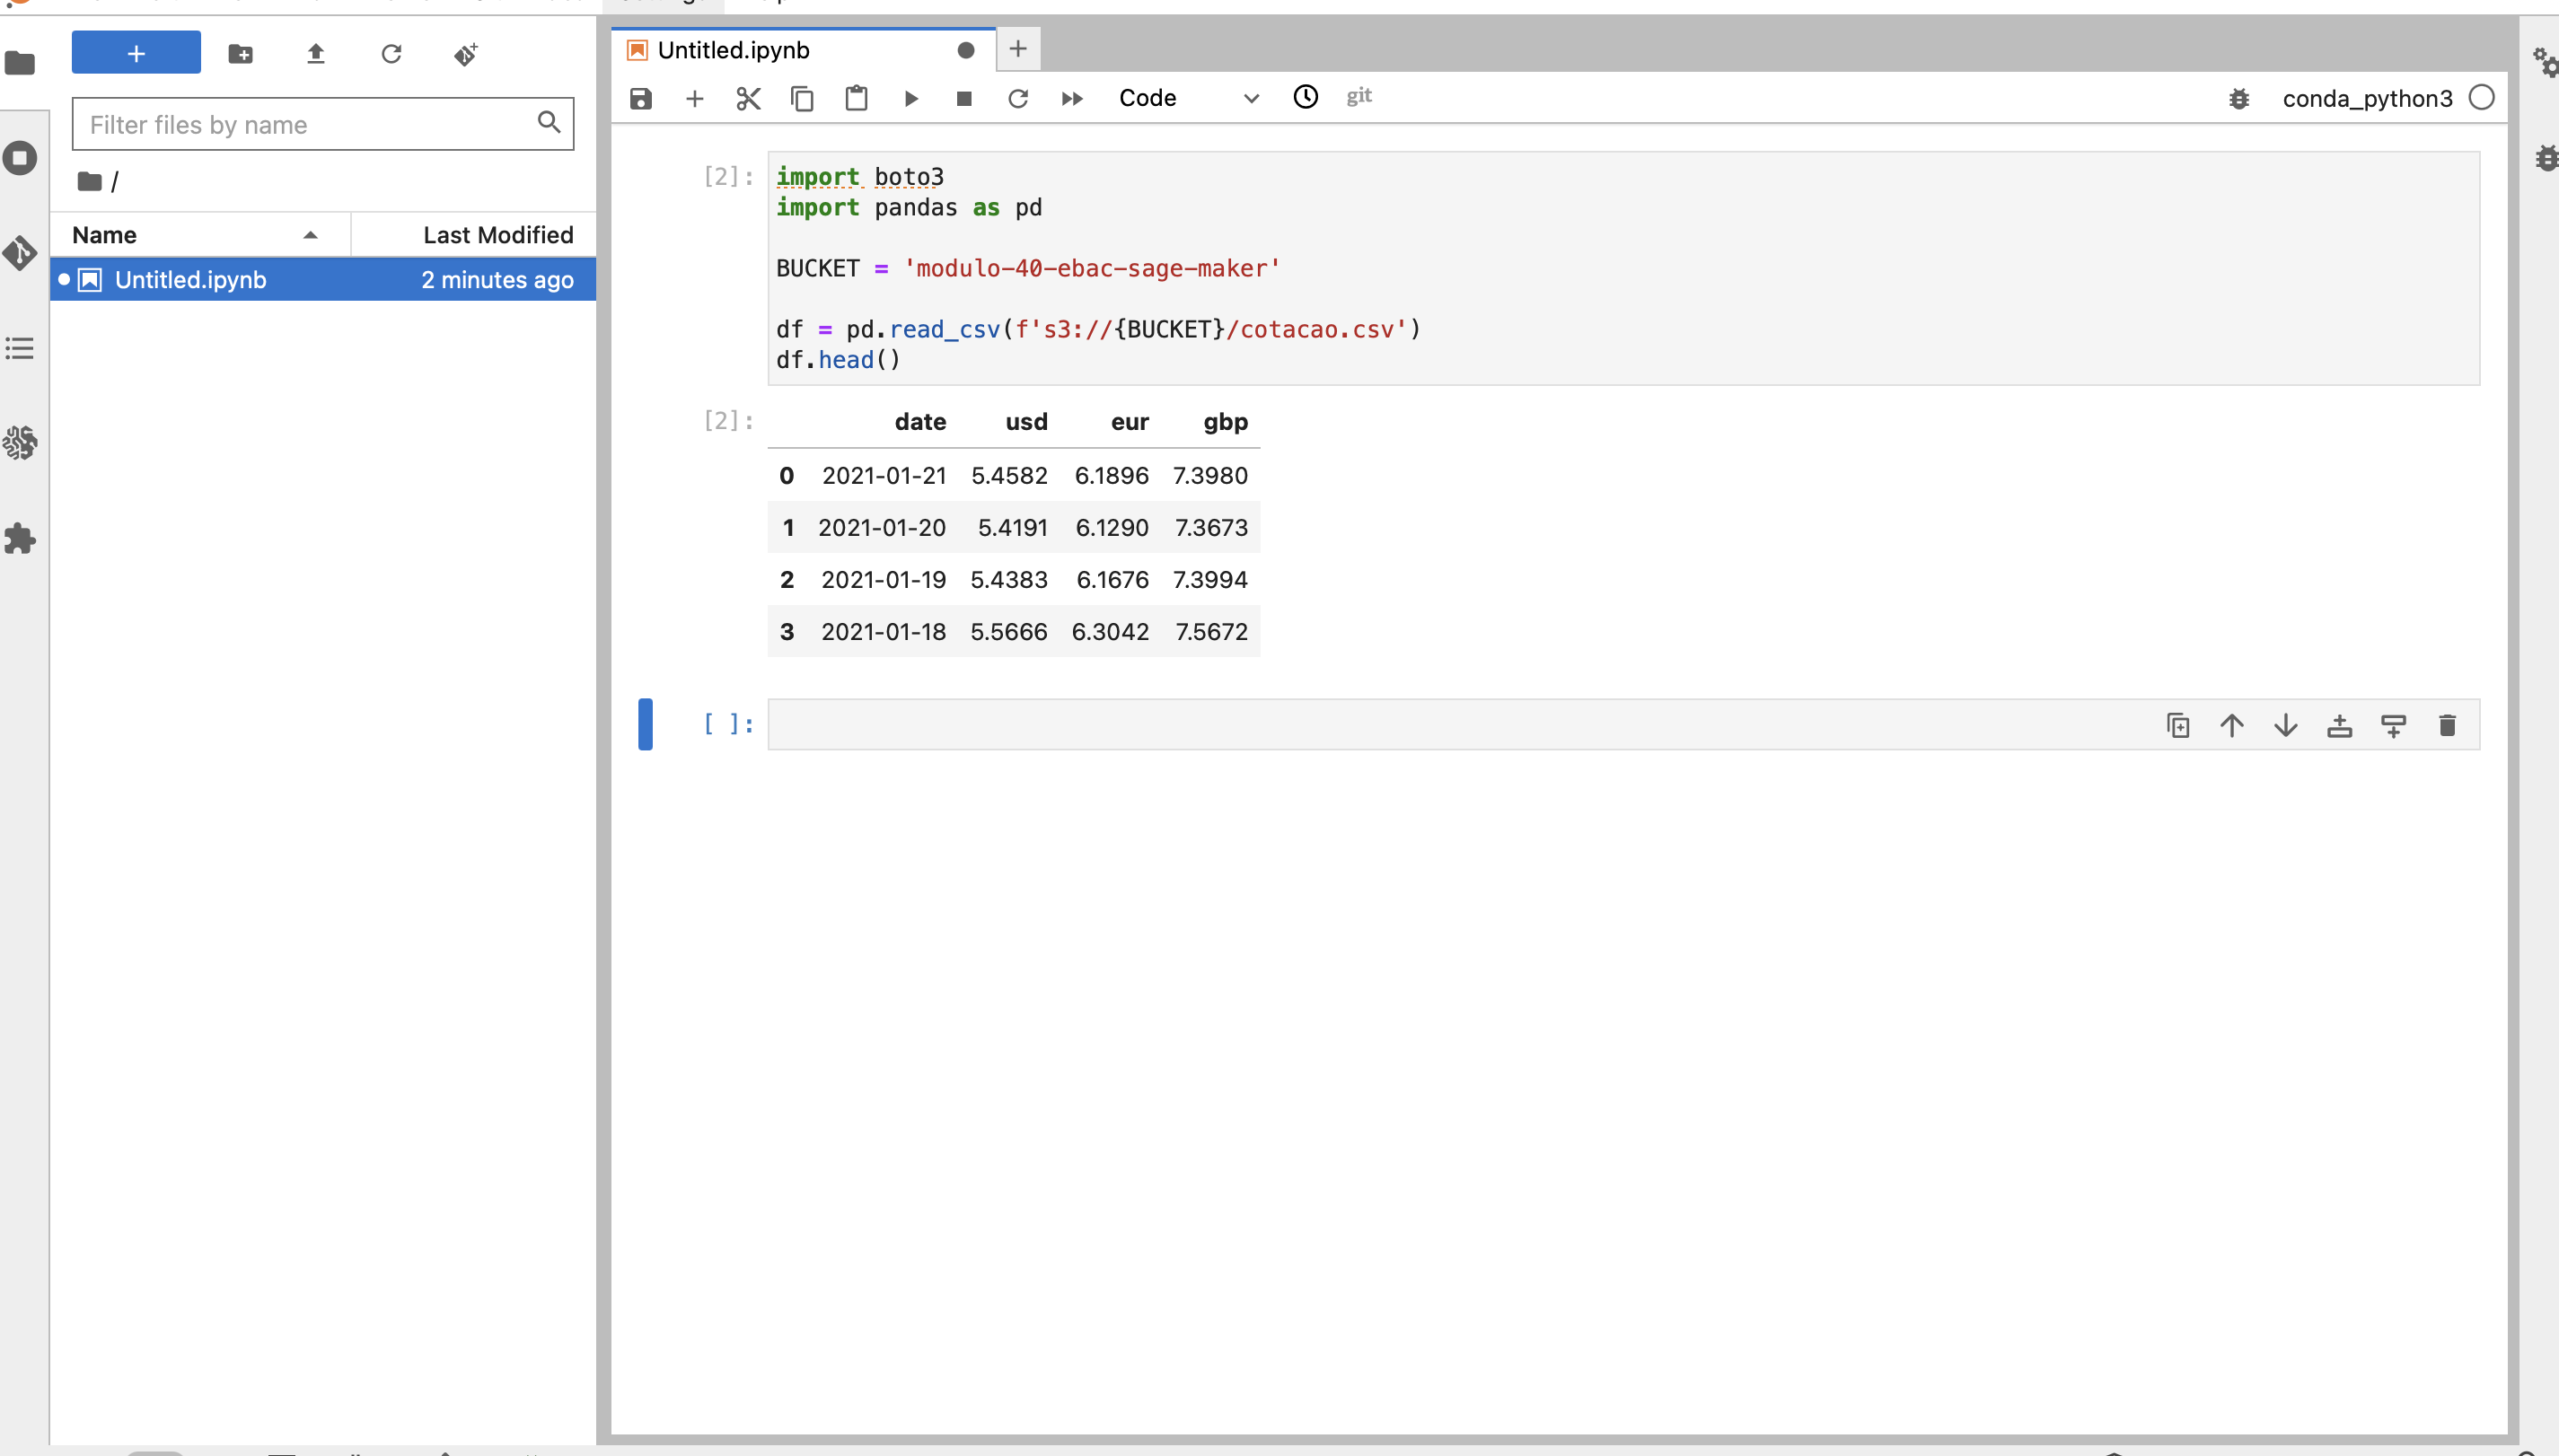 Untitled.ipynb
Code
git
conda_python3
Filter files by name
/
Name Last Modified
Untitled.ipynb 2 minutes ago
[2]:
import boto3
import pandas as pd
BUCKET = 'modulo-40-ebac-sage-maker'
df = pd.read_csv(f's3://{BUCKET}/cotacao.csv')
df.head()
[2]:
date usd eur gbp
0 2021-01-21 5.4582 6.1896 7.3980
1 2021-01-20 5.4191 6.1290 7.3673
2 2021-01-19 5.4383 6.1676 7.3994
3 2021-01-18 5.5666 6.3042 7.5672
[ ]: